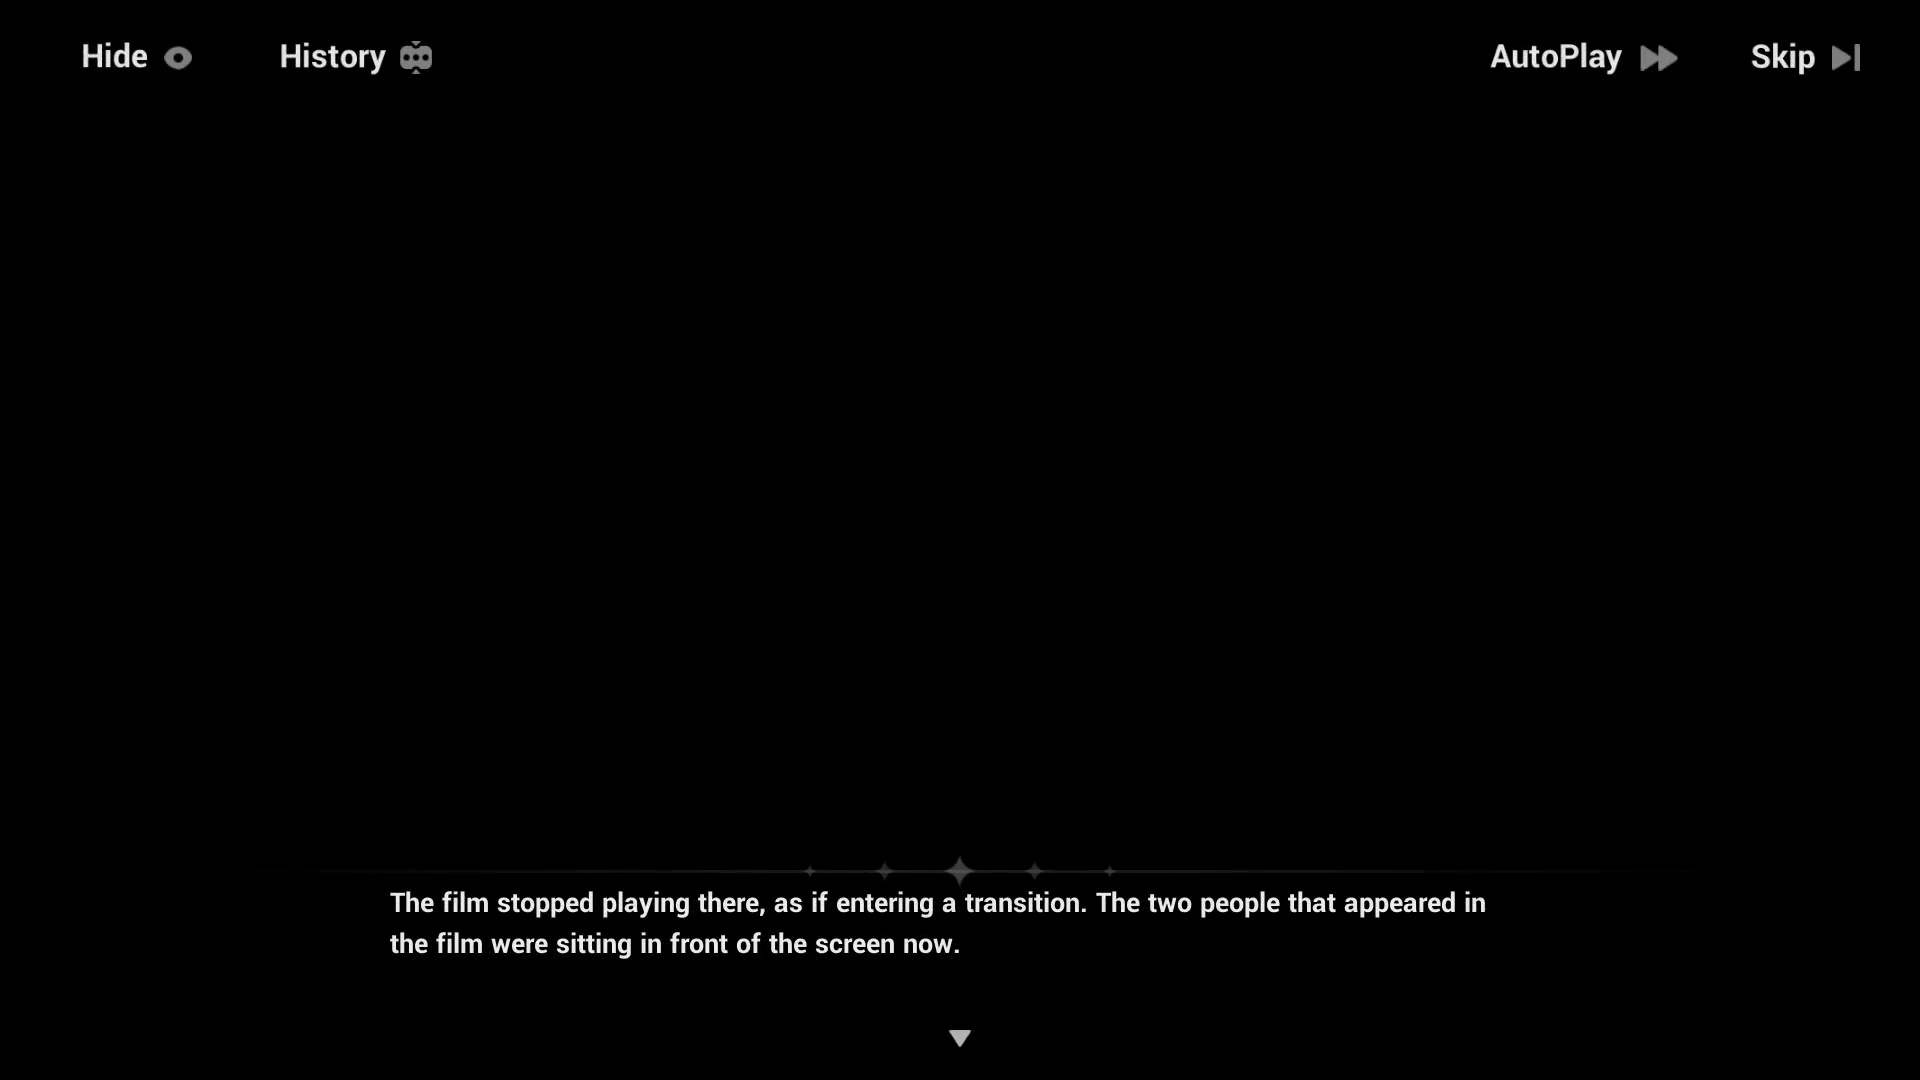 Hide
History
AutoPlay
Skip
The film stopped playing there, as if entering a transition. The two people that appeared in
the film were sitting in front of the screen now.